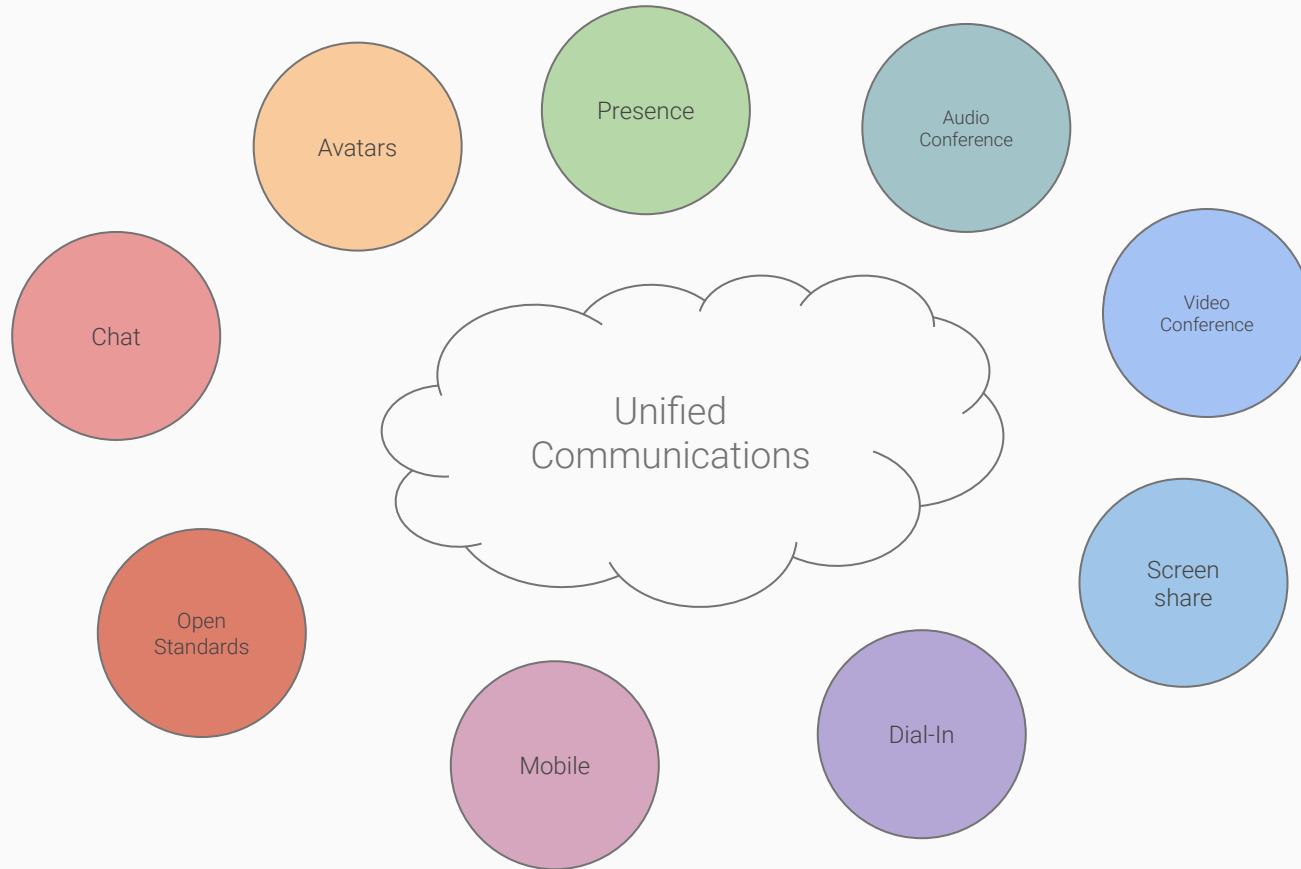 Presence
Audio
Conference
Avatars
Video
Conference
Chat
Unified
Communications
Screen
share
Open
Standards
Dial-In
Mobile